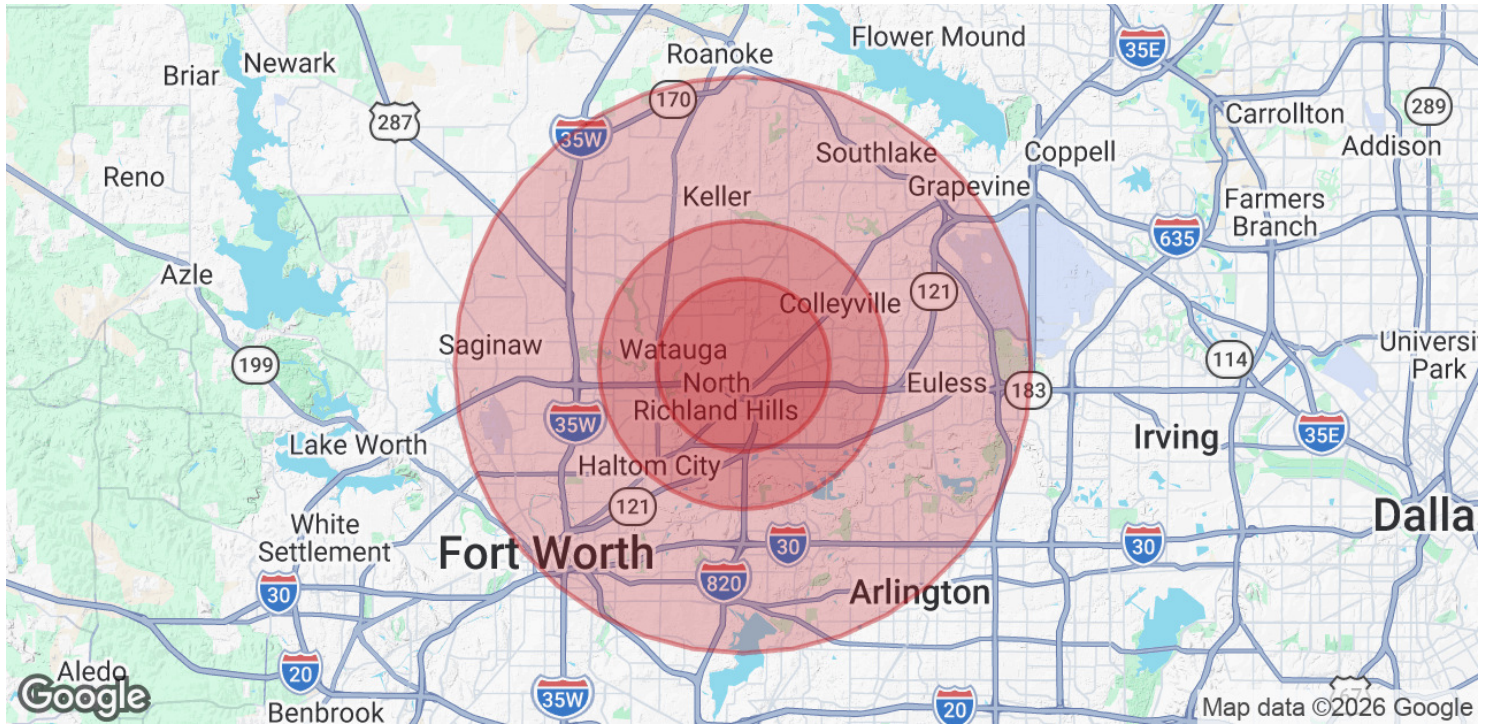 Flower Mound
35E
Roanoke
Newark
Briar
170
289
Carrollton
287
35W
Addison
Southlake
Coppell
Reno
Grapevine
Keller
Farmers
Branch
635
Azle
121
Colleyville
Saginaw
Watauga
199
114
Universit
Park
North
Richland Hills
Euless
183
35W
35E
Irving
Lake Worth
Haltom City
121
Dalla
White
Settlement
Fort Worth
30
30
820
30
Arlington
Aledo
20
35W
20
67
Benbrook
Google
Map data ©2026 Google